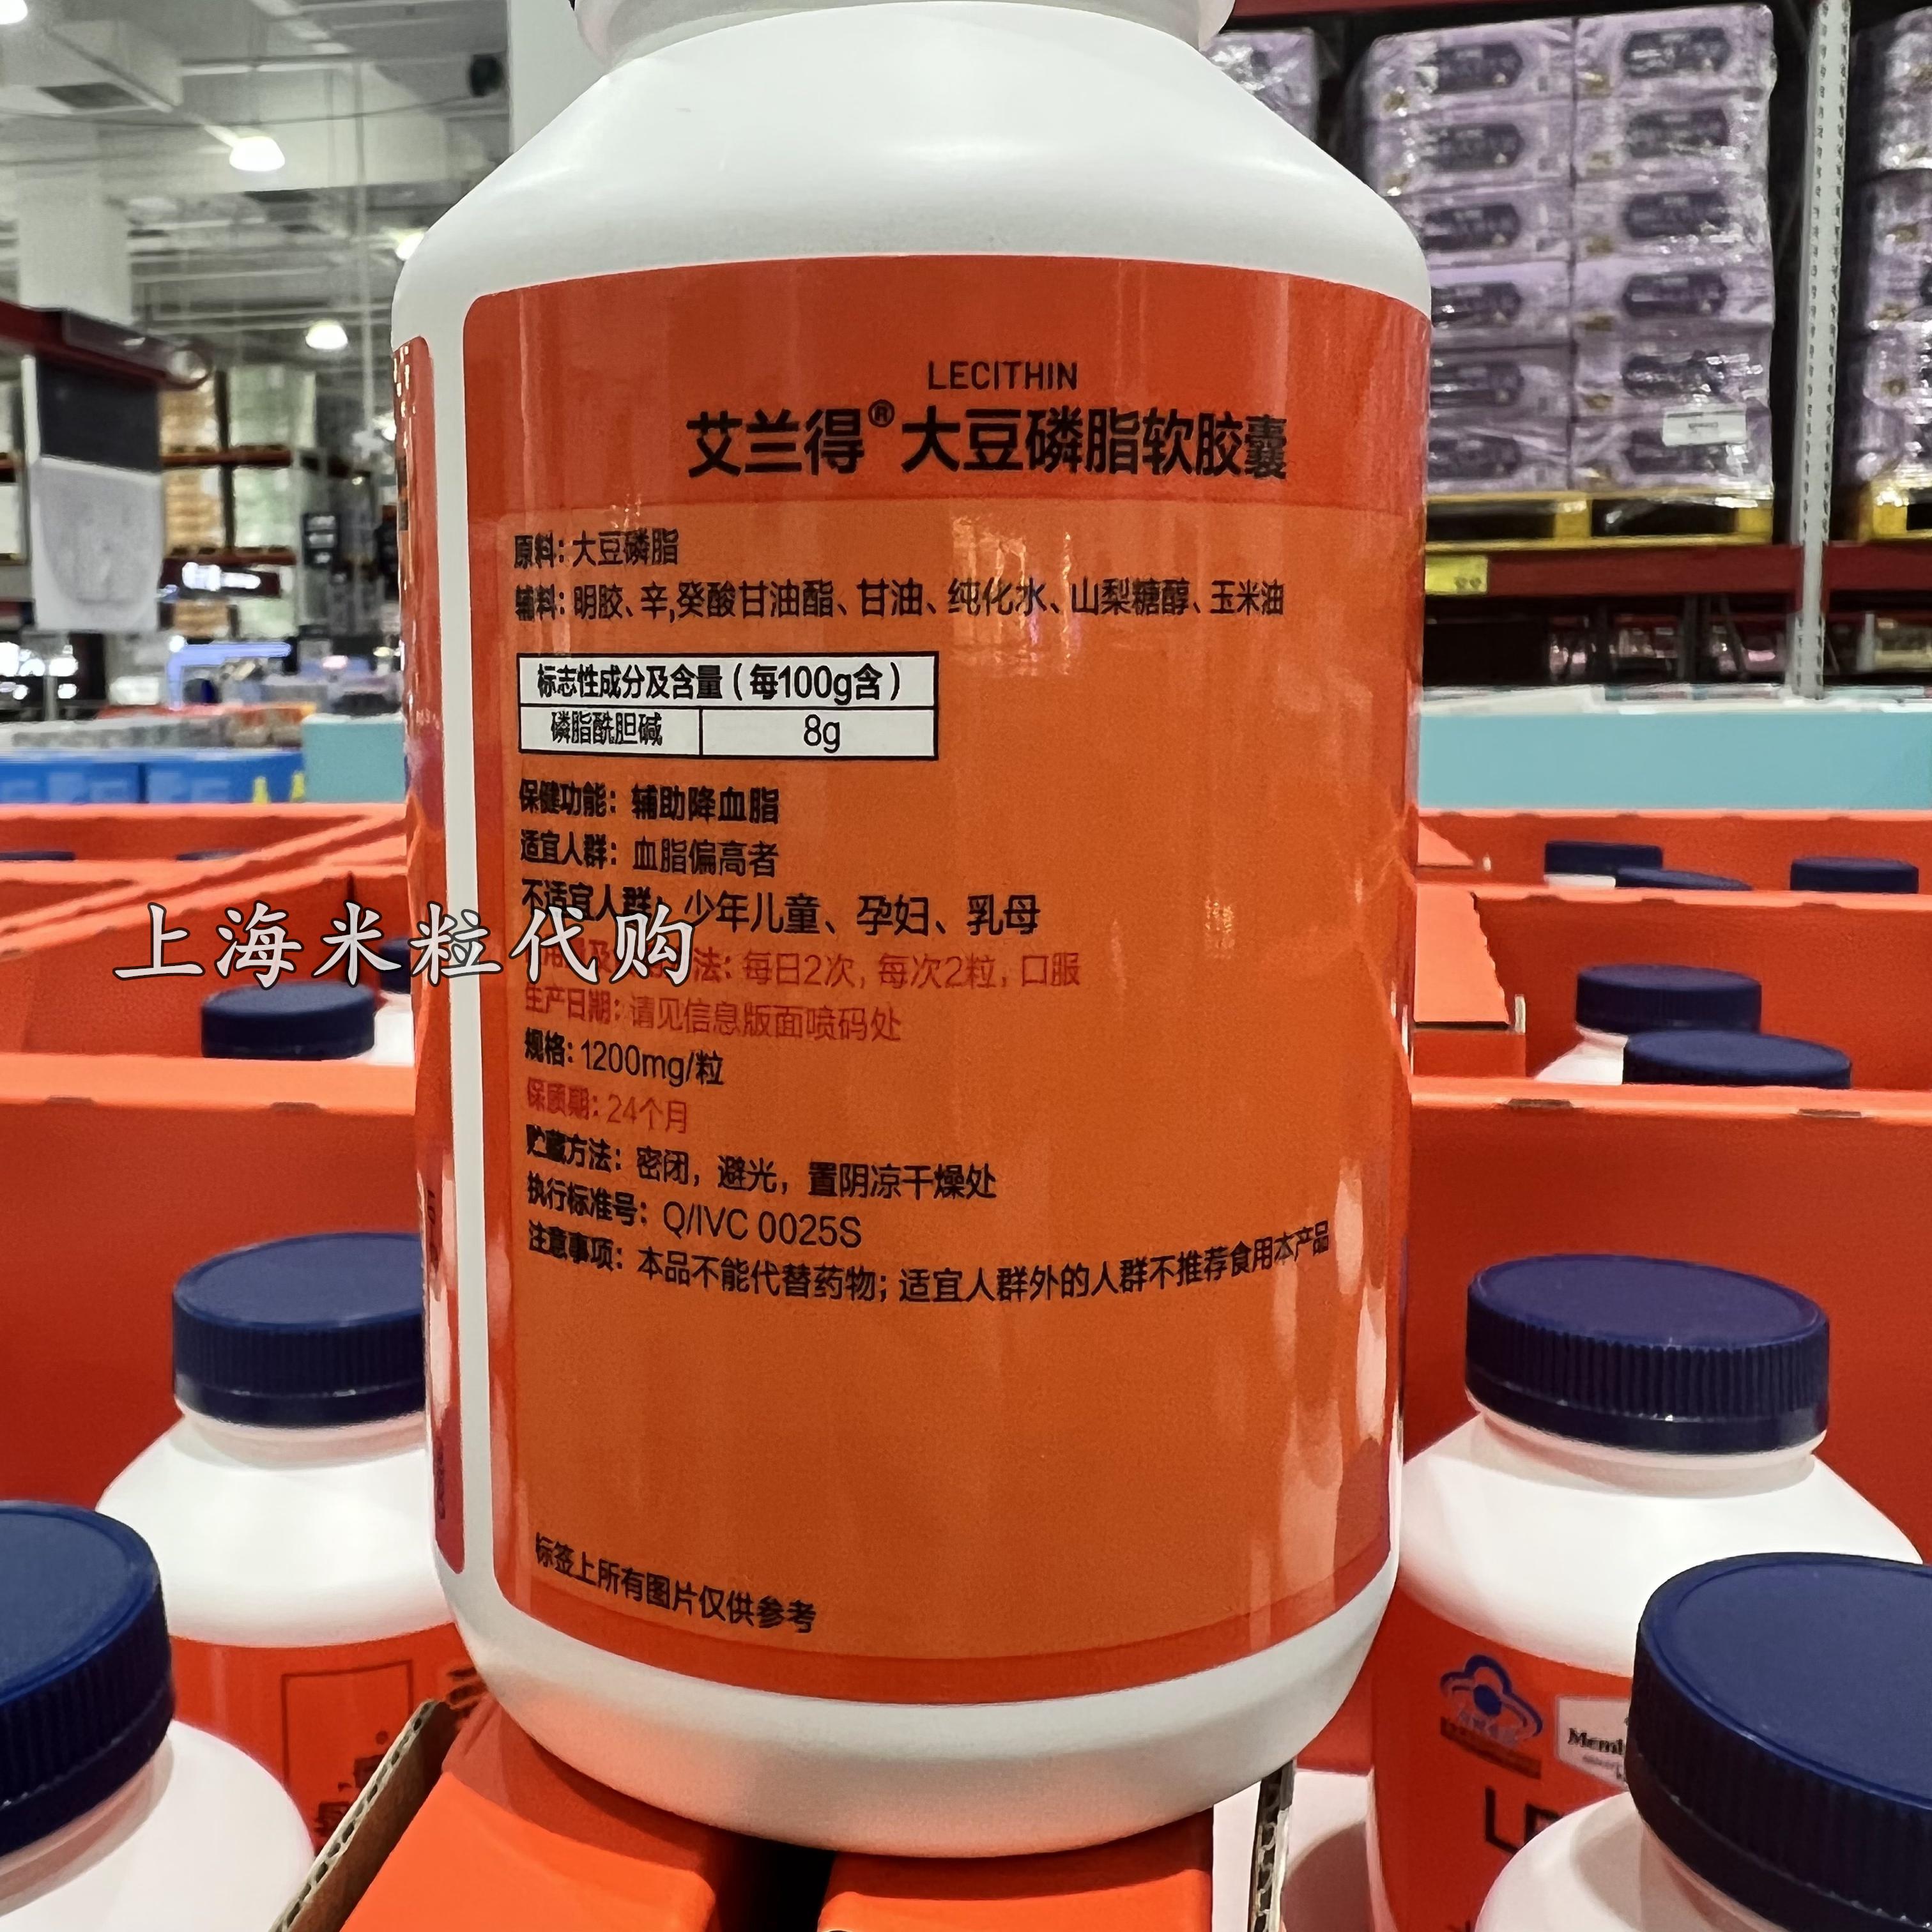 LECITHIN
艾兰得®大豆磷脂软胶囊
原料：大豆磷脂
辅料：明胶、辛,癸酸甘油酯、甘油、纯化水、山梨糖醇、玉米油
标志性成分及含量（每100g含）
磷脂酰胆碱 8g
保健功能：辅助降血脂
适宜人群：血脂偏高者
不适宜人群：少年儿童、孕妇、乳母
上海米粒代购
法：每日2次, 每次2粒, 口服
生产日期：请见信息版面喷码处
规格：1200mg/粒
保质期：24个月
贮藏方法：密闭，避光，置阴凉干燥处
执行标准号：Q/IVC 0025S
注意事项：本品不能代替药物；适宜人群外的人群不推荐食用本产品
标签上所有图片仅供参考